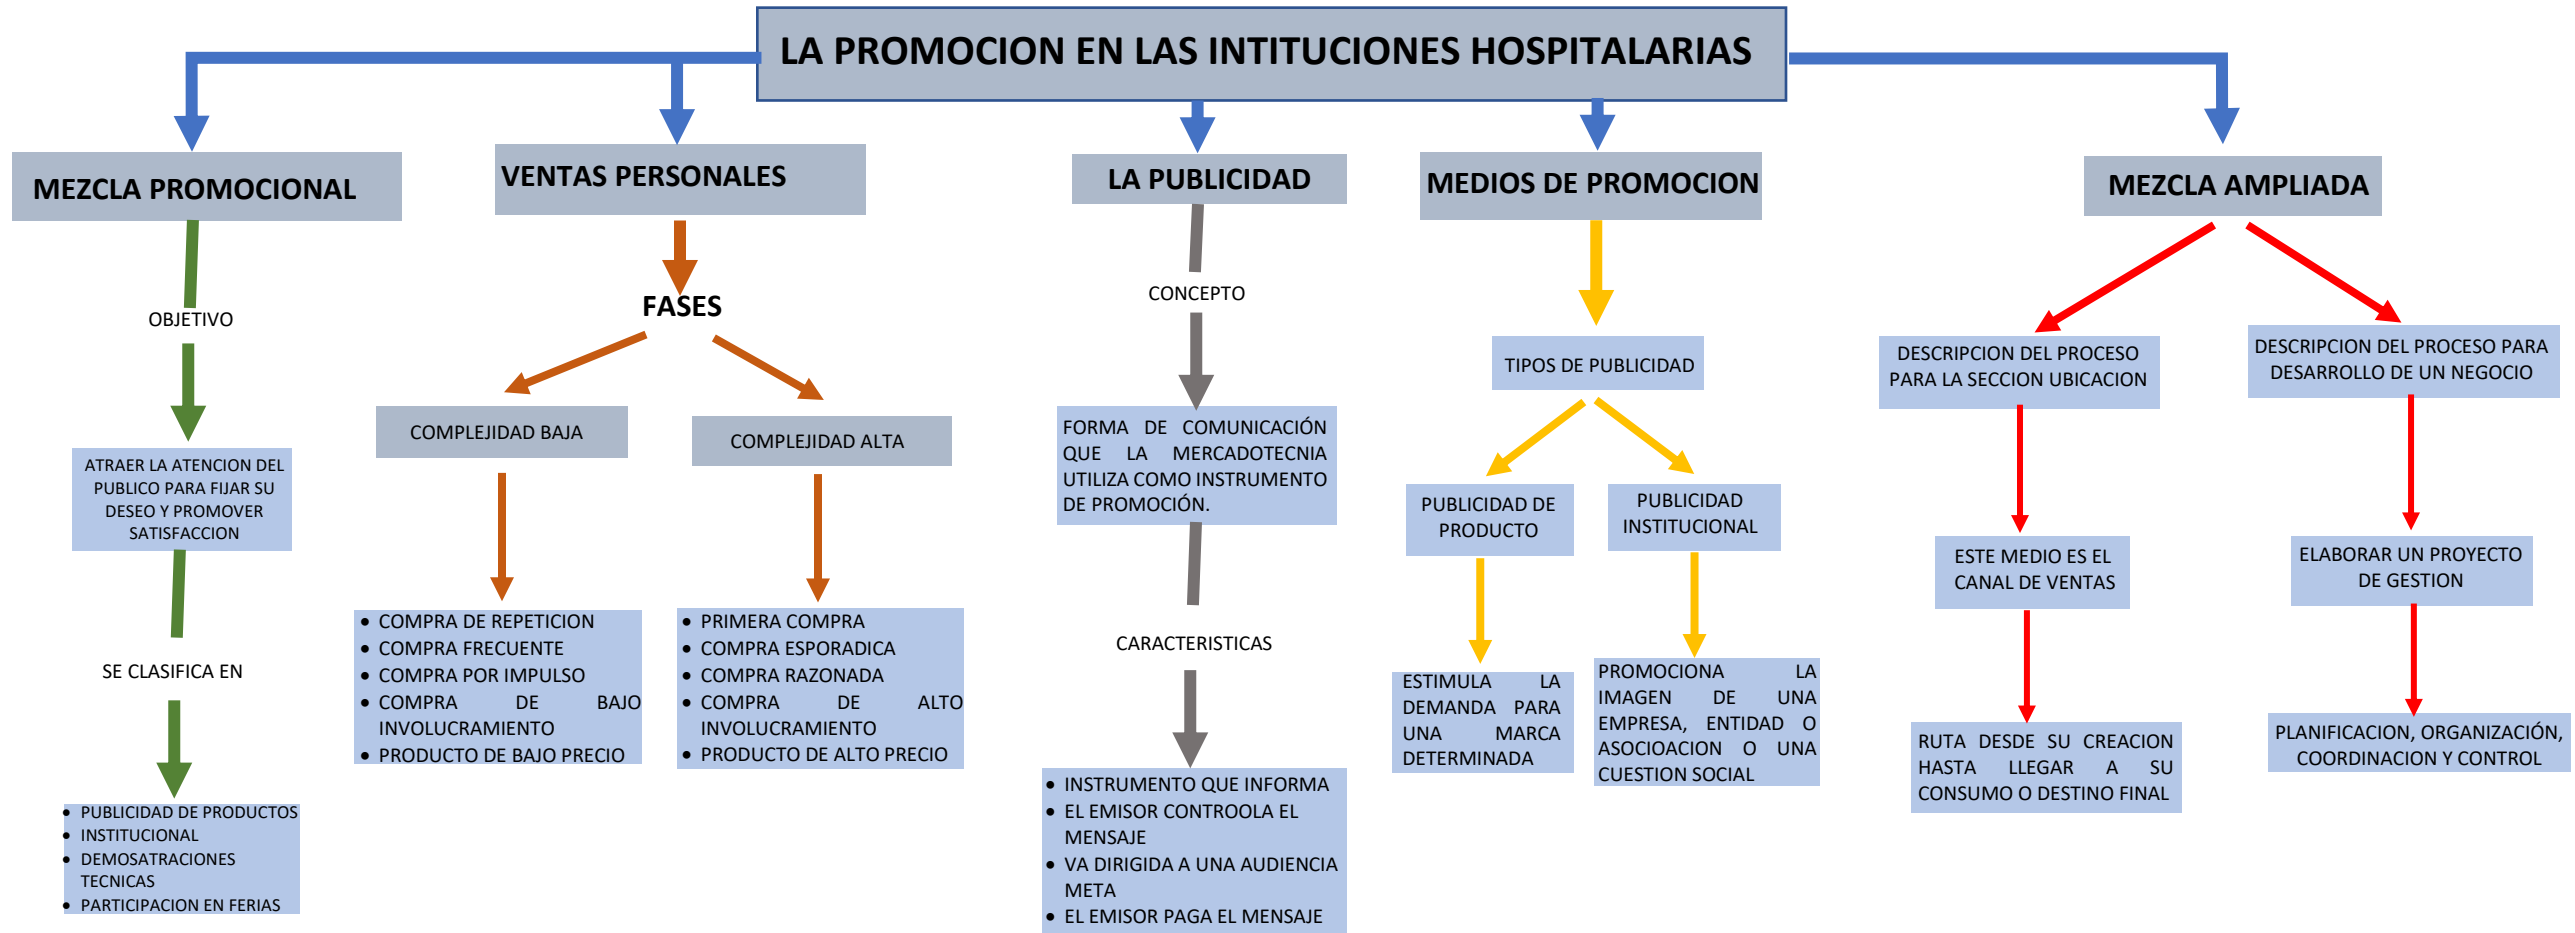 LA PROMOCION EN LAS INTITUCIONES HOSPITALARIAS
MEZCLA PROMOCIONAL
OBJETIVO
ATRAER LA ATENCION DEL
PUBLICO PARA FIJAR SU
DESEO Y PROMOVER
SATISFACCION
SE CLASIFICA EN
• PUBLICIDAD DE PRODUCTOS
• INSTITUCIONAL
• DEMOSATRACIONES
TECNICAS
• PARTICIPACION EN FERIAS
VENTAS PERSONALES
FASES
COMPLEJIDAD BAJA
• COMPRA DE REPETICION
• COMPRA FRECUENTE
• COMPRA POR IMPULSO
• COMPRA DE BAJO
INVOLUCRAMIENTO
• PRODUCTO DE BAJO PRECIO
COMPLEJIDAD ALTA
• PRIMERA COMPRA
• COMPRA ESPORADICA
• COMPRA RAZONADA
• COMPRA DE ALTO
INVOLUCRAMIENTO
• PRODUCTO DE ALTO PRECIO
LA PUBLICIDAD
CONCEPTO
FORMA DE COMUNICACIÓN
QUE LA MERCADOTECNIA
UTILIZA COMO INSTRUMENTO
DE PROMOCIÓN.
CARACTERISTICAS
• INSTRUMENTO QUE INFORMA
• EL EMISOR CONTROOLA EL
MENSAJE
• VA DIRIGIDA A UNA AUDIENCIA
META
• EL EMISOR PAGA EL MENSAJE
MEDIOS DE PROMOCION
TIPOS DE PUBLICIDAD
PUBLICIDAD DE
PRODUCTO
ESTIMULA LA
DEMANDA PARA
UNA MARCA
DETERMINADA
PUBLICIDAD
INSTITUCIONAL
PROMOCIONA LA
IMAGEN DE UNA
EMPRESA, ENTIDAD O
ASOCIOACION O UNA
CUESTION SOCIAL
MEZCLA AMPLIADA
DESCRIPCION DEL PROCESO
PARA LA SECCION UBICACION
ESTE MEDIO ES EL
CANAL DE VENTAS
RUTA DESDE SU CREACION
HASTA LLEGAR A SU
CONSUMO O DESTINO FINAL
DESCRIPCION DEL PROCESO PARA
DESARROLLO DE UN NEGOCIO
ELABORAR UN PROYECTO
DE GESTION
PLANIFICACION, ORGANIZACIÓN,
COORDINACION Y CONTROL